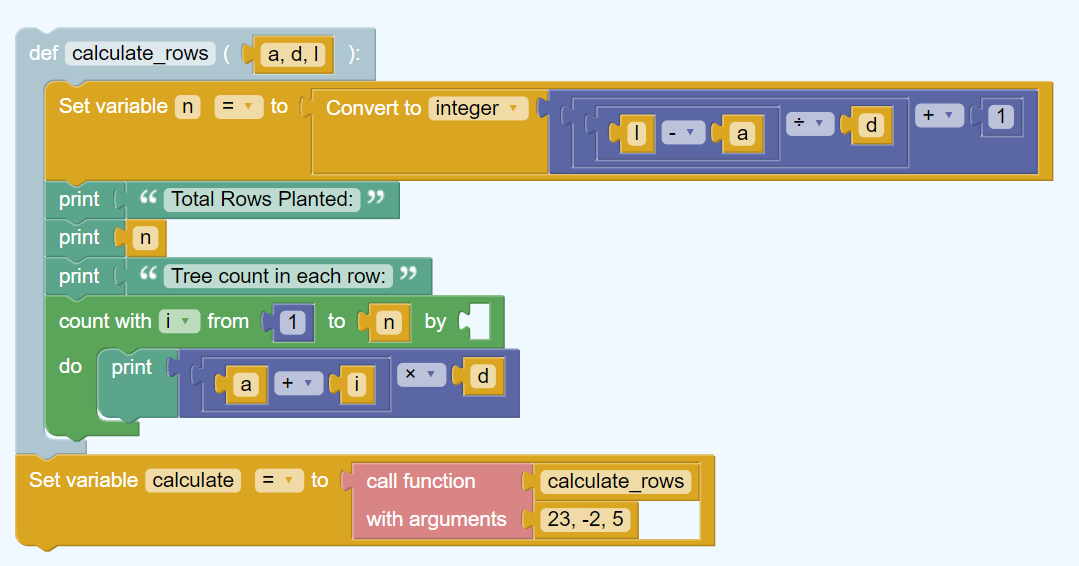 def calculate_rows ( a, d, l ):
Set variable n = to Convert to integer l - a ÷ d + 1
print “ Total Rows Planted: ”
print n
print “ Tree count in each row: ”
count with i from 1 to n by
do print a + i × d
Set variable calculate = to call function calculate_rows
with arguments 23, -2, 5